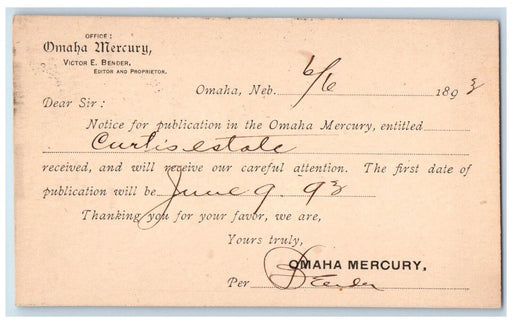 OFFICE:
Omaha Mercury,
VICTOR E. BENDER,
EDITOR AND PROPRIETOR.
Omaha, Neb. 6/6 1893
Dear Sir:
Notice for publication in the Omaha Mercury, entitled
Curtis estate
received, and will receive our careful attention. The first date of
publication will be June 9. 93
Thanking you for your favor, we are,
Yours truly,
OMAHA MERCURY,
Per Bender